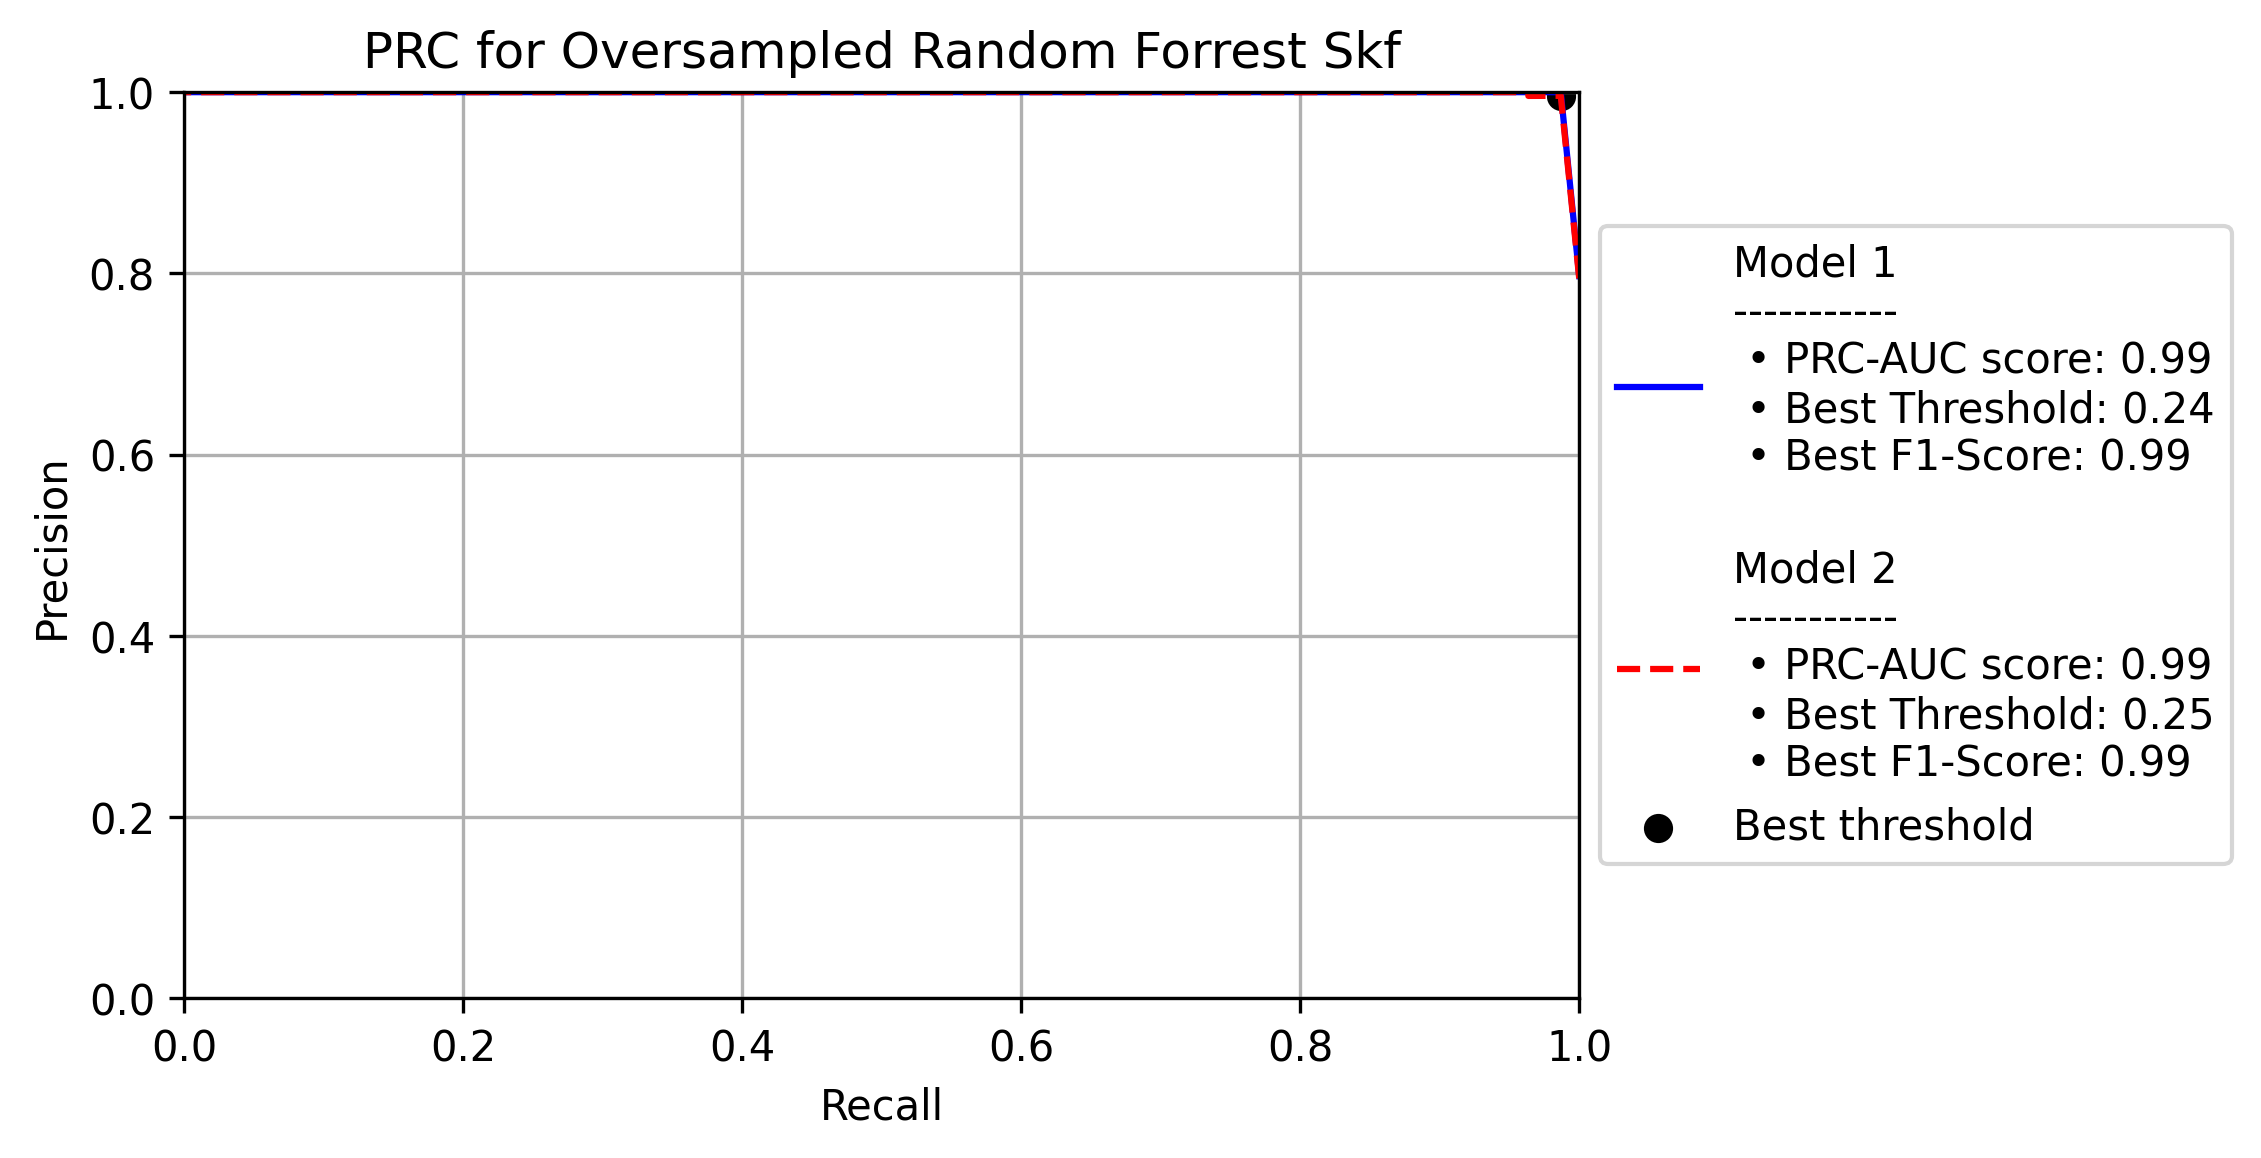 PRC for Oversampled Random Forrest Skf
1.0
0.8
0.6
0.4
0.2
0.0
Precision
0.0 0.2 0.4 0.6 0.8 1.0
Recall
Model 1
-----------
• PRC-AUC score: 0.99
• Best Threshold: 0.24
• Best F1-Score: 0.99
Model 2
-----------
• PRC-AUC score: 0.99
• Best Threshold: 0.25
• Best F1-Score: 0.99
Best threshold